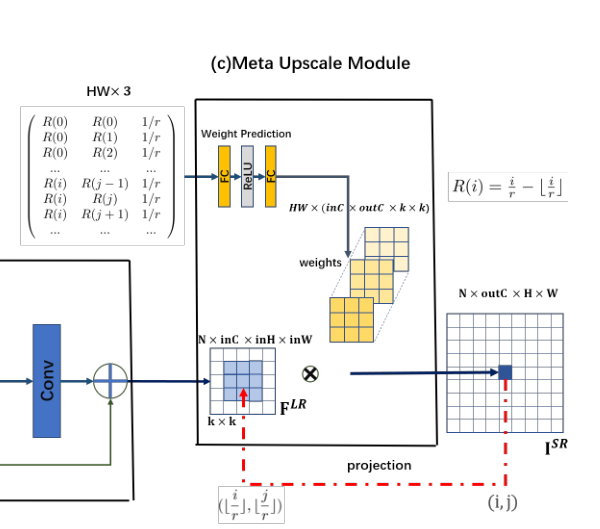 (c)Meta Upscale Module
HW× 3
R(0) R(0) 1/r
R(0) R(1) 1/r
R(0) R(2) 1/r
... ... ...
R(i) R(j − 1) 1/r
R(i) R(j) 1/r
R(i) R(j + 1) 1/r
... ... ...
Weight Prediction
FC
ReLU
FC
R(i) = i/r − ⌊i/r⌋
HW × (inC × outC × k × k)
weights
N × outC × H × W
N × inC × inH × inW
Conv
F^LR
k × k
I^SR
projection
(⌊i/r⌋, ⌊j/r⌋)
(i, j)